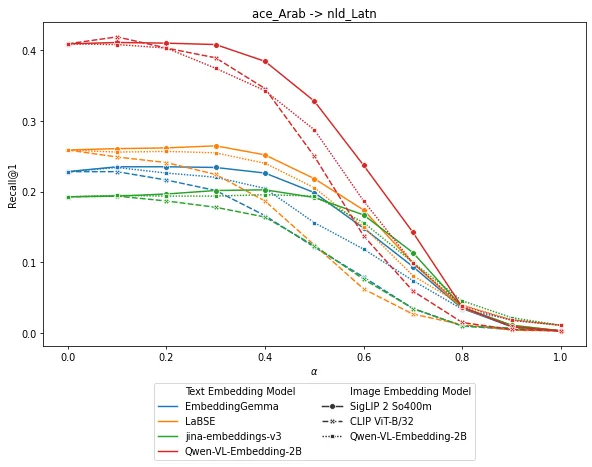 ace_Arab -> nld_Latn
Recall@1
0.4
0.3
0.2
0.1
0.0
0.0 0.2 0.4 0.6 0.8 1.0
α
Text Embedding Model Image Embedding Model
EmbeddingGemma SigLIP 2 So400m
LaBSE CLIP ViT-B/32
jina-embeddings-v3 Qwen-VL-Embedding-2B
Qwen-VL-Embedding-2B